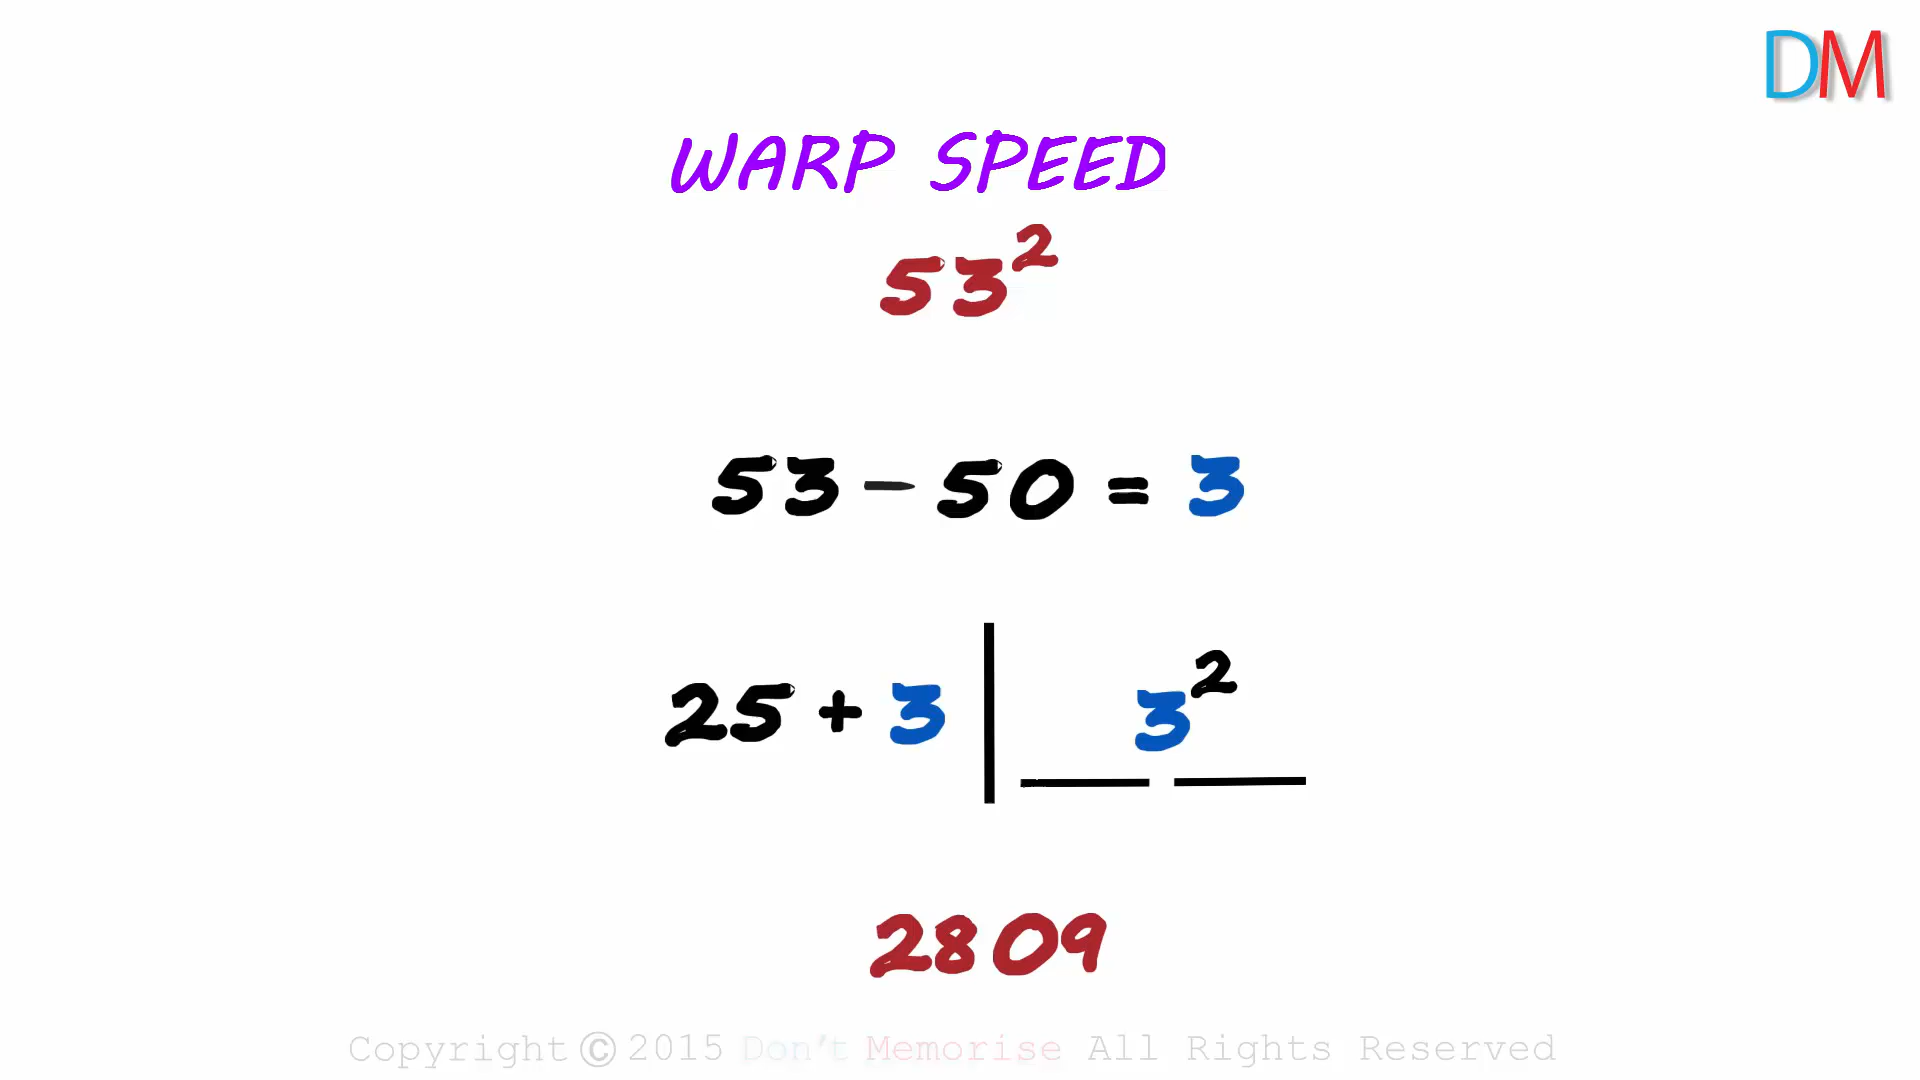 DM
WARP SPEED
53²
53 - 50 = 3
25 + 3 | 3²
2809
Copyright © 2015 Don't Memorise All Rights Reserved